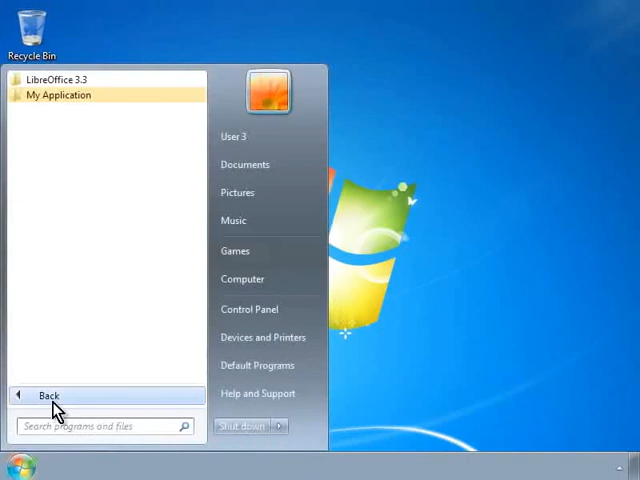 Recycle Bin
LibreOffice 3.3
My Application
User 3
Documents
Pictures
Music
Games
Computer
Control Panel
Devices and Printers
Default Programs
Help and Support
Back
Search programs and files
Shut down